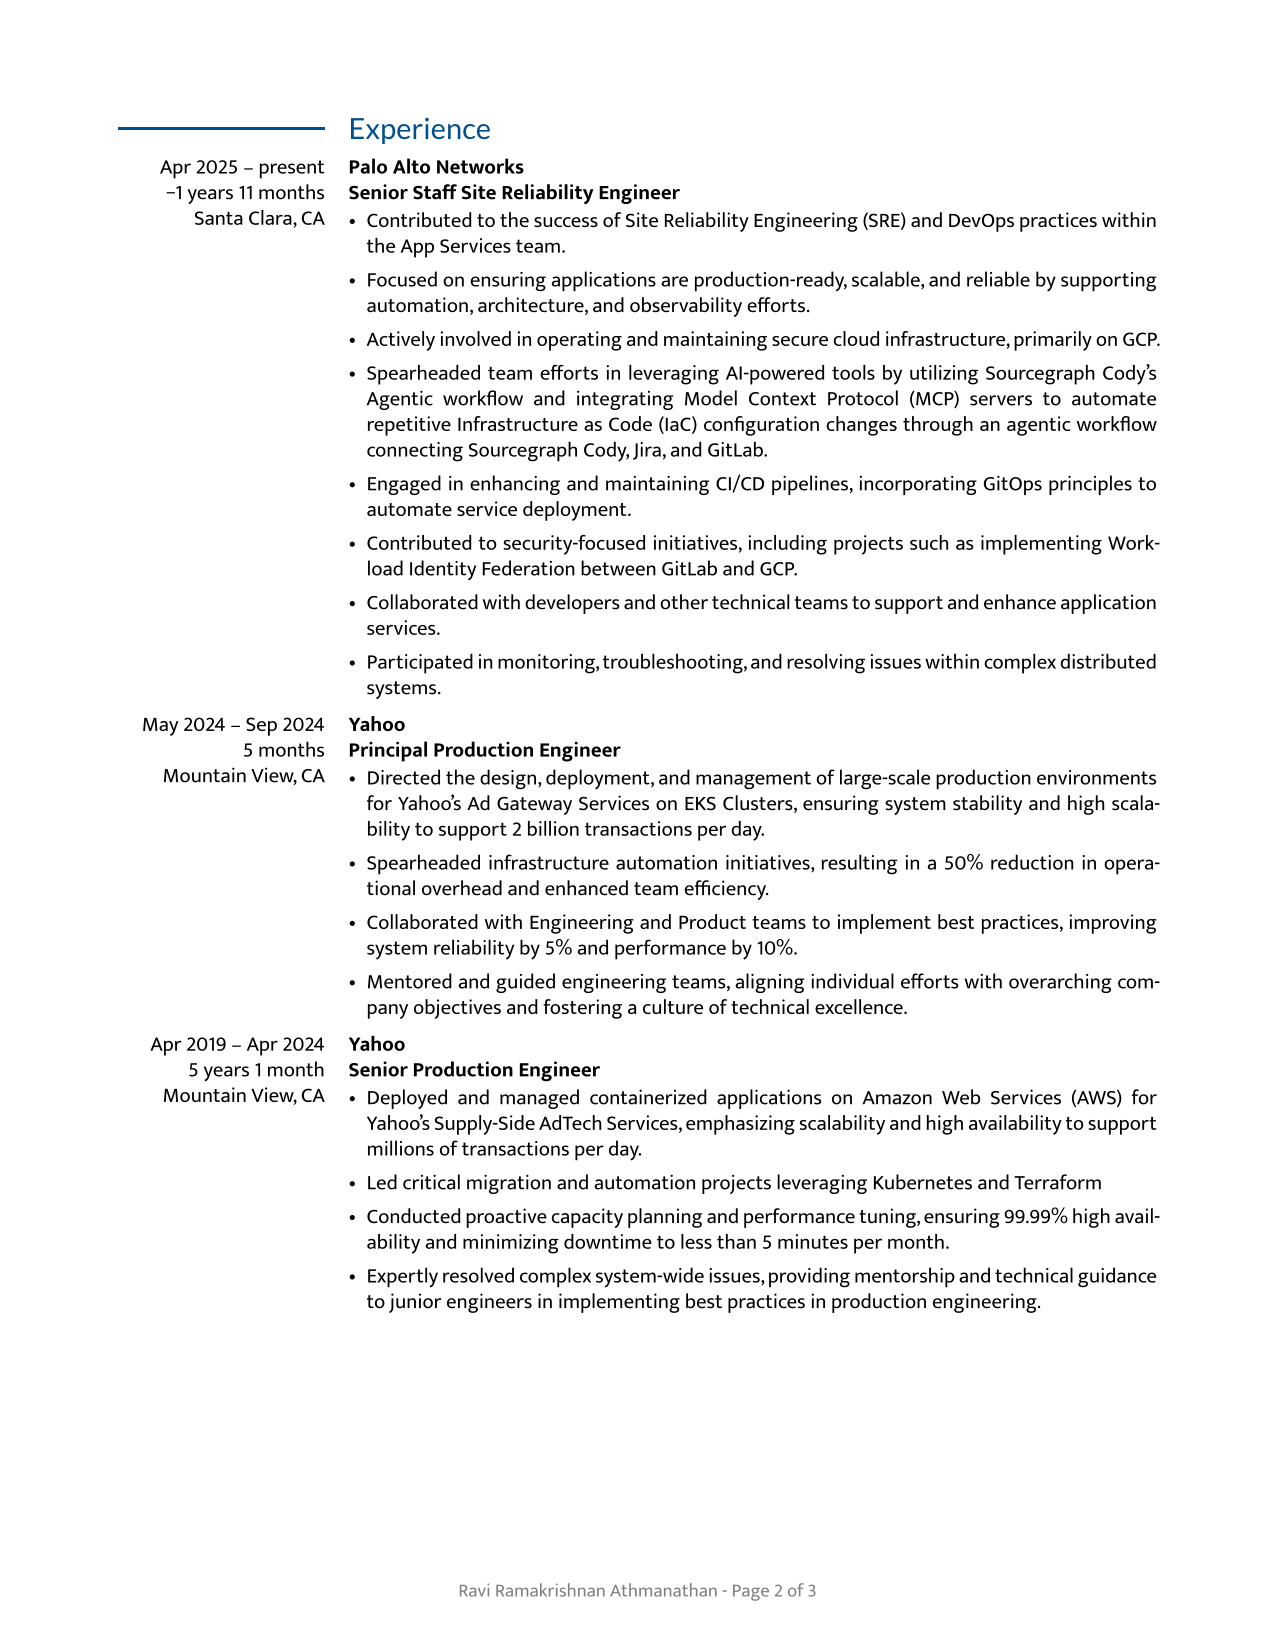 Experience
Apr 2025 – present
−1 years 11 months
Santa Clara, CA
Palo Alto Networks
Senior Staff Site Reliability Engineer
• Contributed to the success of Site Reliability Engineering (SRE) and DevOps practices within
the App Services team.
• Focused on ensuring applications are production-ready, scalable, and reliable by supporting
automation, architecture, and observability efforts.
• Actively involved in operating and maintaining secure cloud infrastructure, primarily on GCP.
• Spearheaded team efforts in leveraging AI-powered tools by utilizing Sourcegraph Cody’s
Agentic workflow and integrating Model Context Protocol (MCP) servers to automate
repetitive Infrastructure as Code (IaC) configuration changes through an agentic workflow
connecting Sourcegraph Cody, Jira, and GitLab.
• Engaged in enhancing and maintaining CI/CD pipelines, incorporating GitOps principles to
automate service deployment.
• Contributed to security-focused initiatives, including projects such as implementing Work-
load Identity Federation between GitLab and GCP.
• Collaborated with developers and other technical teams to support and enhance application
services.
• Participated in monitoring, troubleshooting, and resolving issues within complex distributed
systems.
May 2024 – Sep 2024
5 months
Mountain View, CA
Yahoo
Principal Production Engineer
• Directed the design, deployment, and management of large-scale production environments
for Yahoo’s Ad Gateway Services on EKS Clusters, ensuring system stability and high scala-
bility to support 2 billion transactions per day.
• Spearheaded infrastructure automation initiatives, resulting in a 50% reduction in opera-
tional overhead and enhanced team efficiency.
• Collaborated with Engineering and Product teams to implement best practices, improving
system reliability by 5% and performance by 10%.
• Mentored and guided engineering teams, aligning individual efforts with overarching com-
pany objectives and fostering a culture of technical excellence.
Apr 2019 – Apr 2024
5 years 1 month
Mountain View, CA
Yahoo
Senior Production Engineer
• Deployed and managed containerized applications on Amazon Web Services (AWS) for
Yahoo’s Supply-Side AdTech Services, emphasizing scalability and high availability to support
millions of transactions per day.
• Led critical migration and automation projects leveraging Kubernetes and Terraform
• Conducted proactive capacity planning and performance tuning, ensuring 99.99% high avail-
ability and minimizing downtime to less than 5 minutes per month.
• Expertly resolved complex system-wide issues, providing mentorship and technical guidance
to junior engineers in implementing best practices in production engineering.
Ravi Ramakrishnan Athmanathan - Page 2 of 3